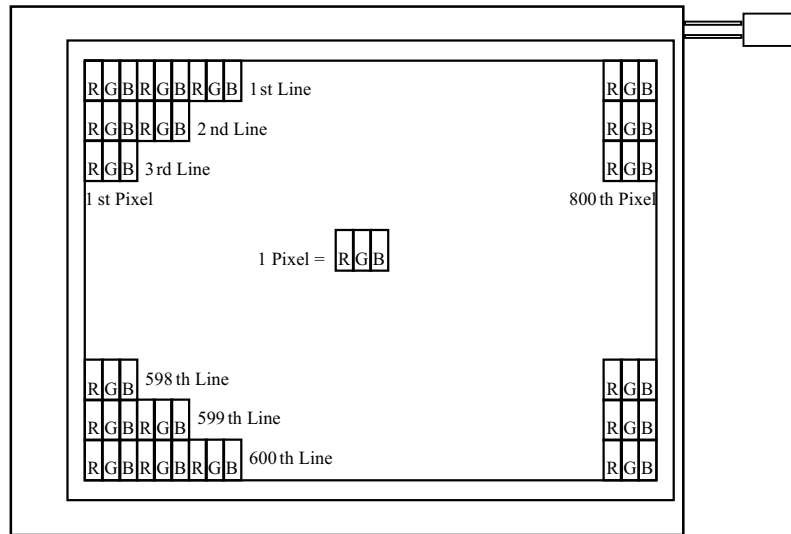 RGBRGBRGB 1st Line RGB
RGBRGB 2nd Line RGB
RGB 3rd Line RGB
1st Pixel 800th Pixel
1 Pixel = RGB
RGB 598th Line RGB
RGBRGB 599th Line RGB
RGBRGBRGB 600th Line RGB